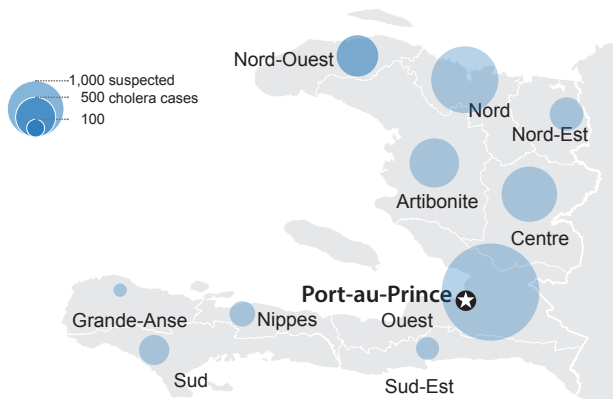 Nord-Ouest
1,000 suspected
500 cholera cases
100
Nord
Nord-Est
Artibonite
Centre
Port-au-Prince
Ouest
Grande-Anse
Nippes
Sud
Sud-Est